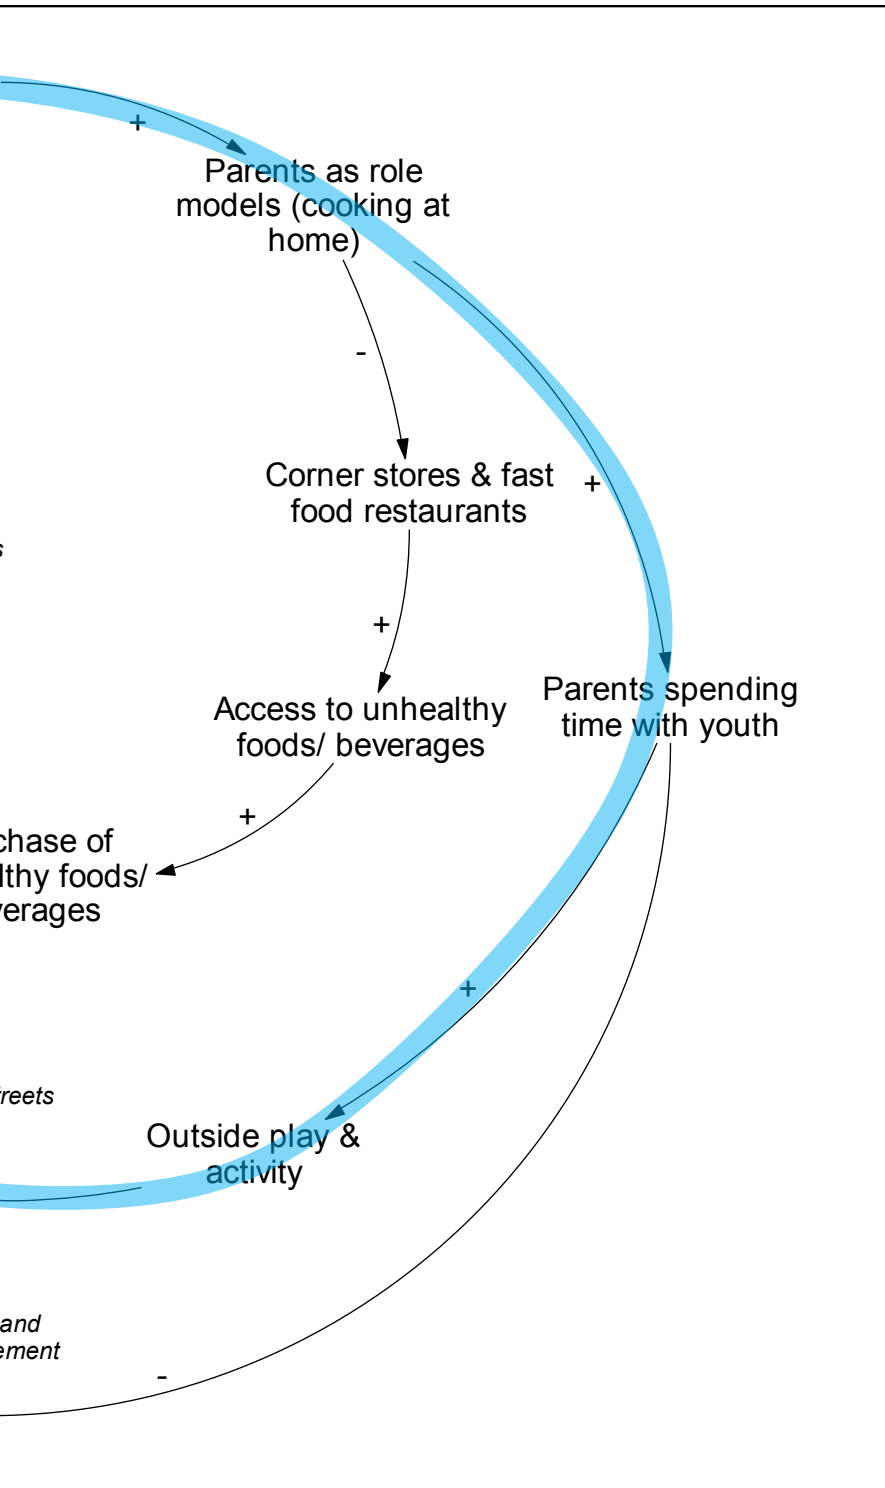 +
Parents as role
models (cooking at
home)
-
Corner stores & fast
food restaurants
+
s
+
Access to unhealthy
foods/ beverages
Parents spending
time with youth
+
chase of
lthy foods/
verages
+
reets
Outside play &
activity
and
ement
-